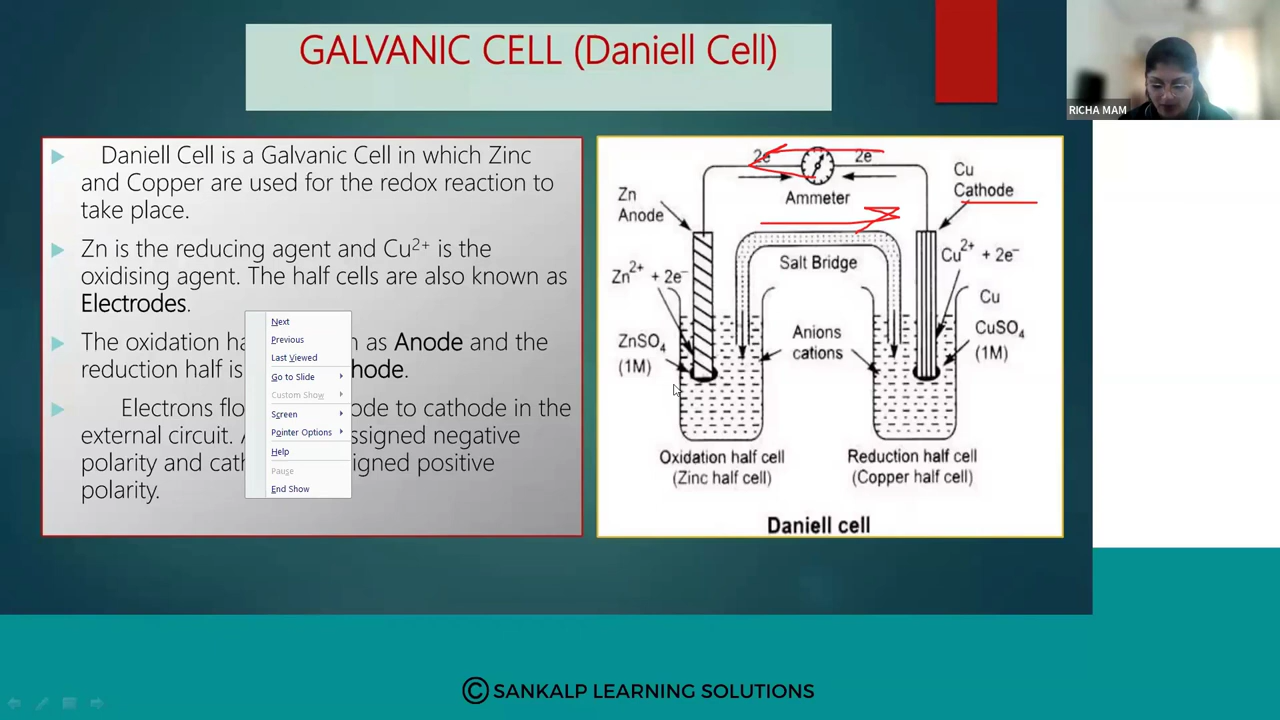 GALVANIC CELL (Daniell Cell)
RICHA MAM
Daniell Cell is a Galvanic Cell in which Zinc
and Copper are used for the redox reaction to
take place.
Zn is the reducing agent and Cu²⁺ is the
oxidising agent. The half cells are also known as
Electrodes.
The oxidation ha as Anode and the
reduction half is
Electrons flo to cathode in the
external circuit. negative
polarity and positive
polarity.
Next
Previous
Last Viewed
Go to Slide
Custom Show
Screen
Pointer Options
Help
Pause
End Show
2e
2e⁻
Ammeter
Zn
Anode
Cu
Cathode
Salt Bridge
Zn²⁺ + 2e⁻
Cu²⁺ + 2e⁻
Cu
ZnSO₄
(1M)
Anions
cations
CuSO₄
(1M)
Oxidation half cell
(Zinc half cell)
Reduction half cell
(Copper half cell)
Daniell cell
© SANKALP LEARNING SOLUTIONS